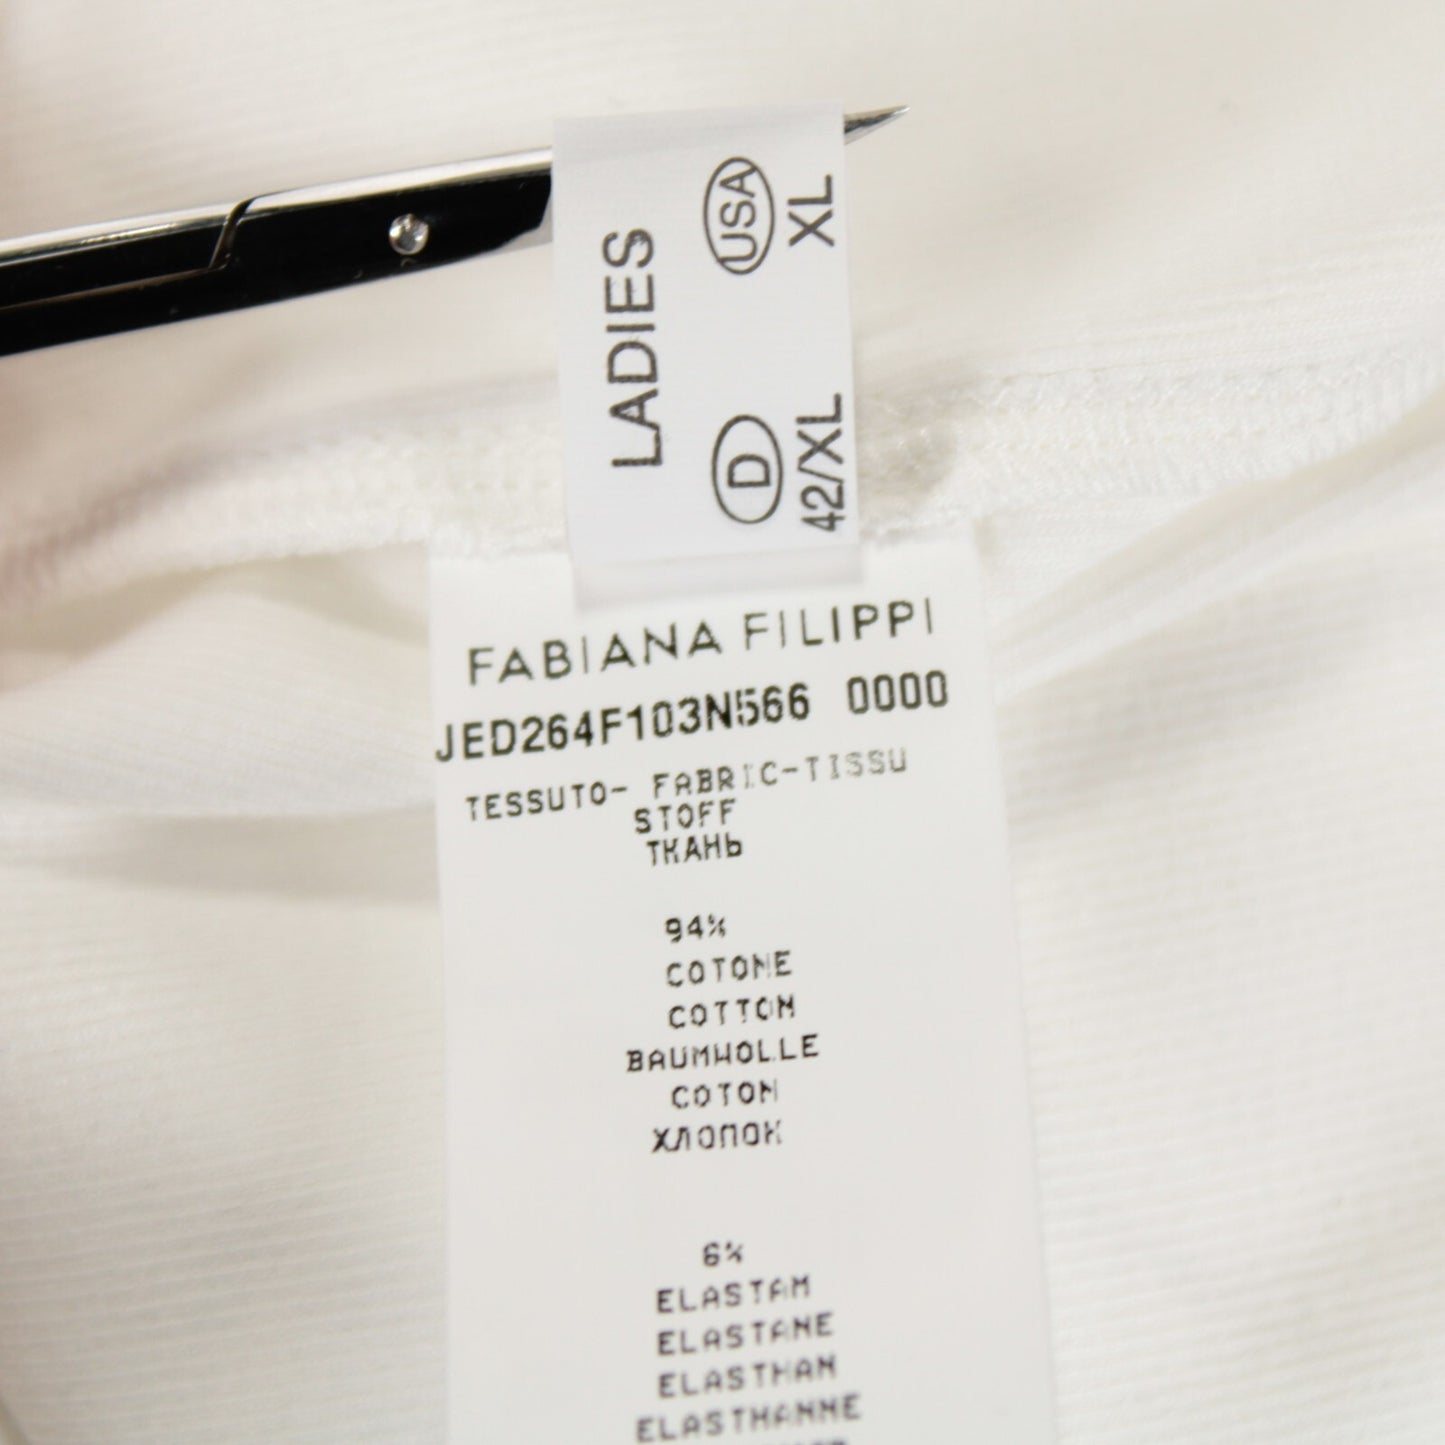 LADIES
D USA
42/XL XL
FABIANA FILIPPI
JED264F103N566 0000
TESSUTO- FABRIC-TISSU
STOFF
ТКАНЬ
94%
COTONE
COTTON
BAUMWOLLE
COTON
ХЛОПОК
6%
ELASTAM
ELASTANE
ELASTHAN
ELASTHANNE